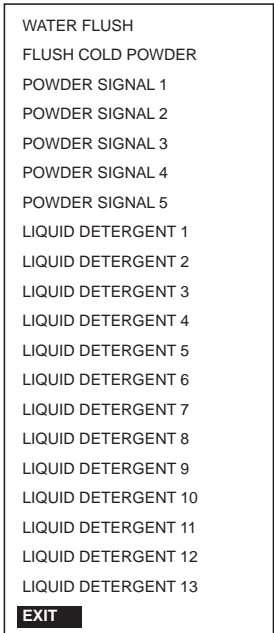 WATER FLUSH
FLUSH COLD POWDER
POWDER SIGNAL 1
POWDER SIGNAL 2
POWDER SIGNAL 3
POWDER SIGNAL 4
POWDER SIGNAL 5
LIQUID DETERGENT 1
LIQUID DETERGENT 2
LIQUID DETERGENT 3
LIQUID DETERGENT 4
LIQUID DETERGENT 5
LIQUID DETERGENT 6
LIQUID DETERGENT 7
LIQUID DETERGENT 8
LIQUID DETERGENT 9
LIQUID DETERGENT 10
LIQUID DETERGENT 11
LIQUID DETERGENT 12
LIQUID DETERGENT 13
EXIT